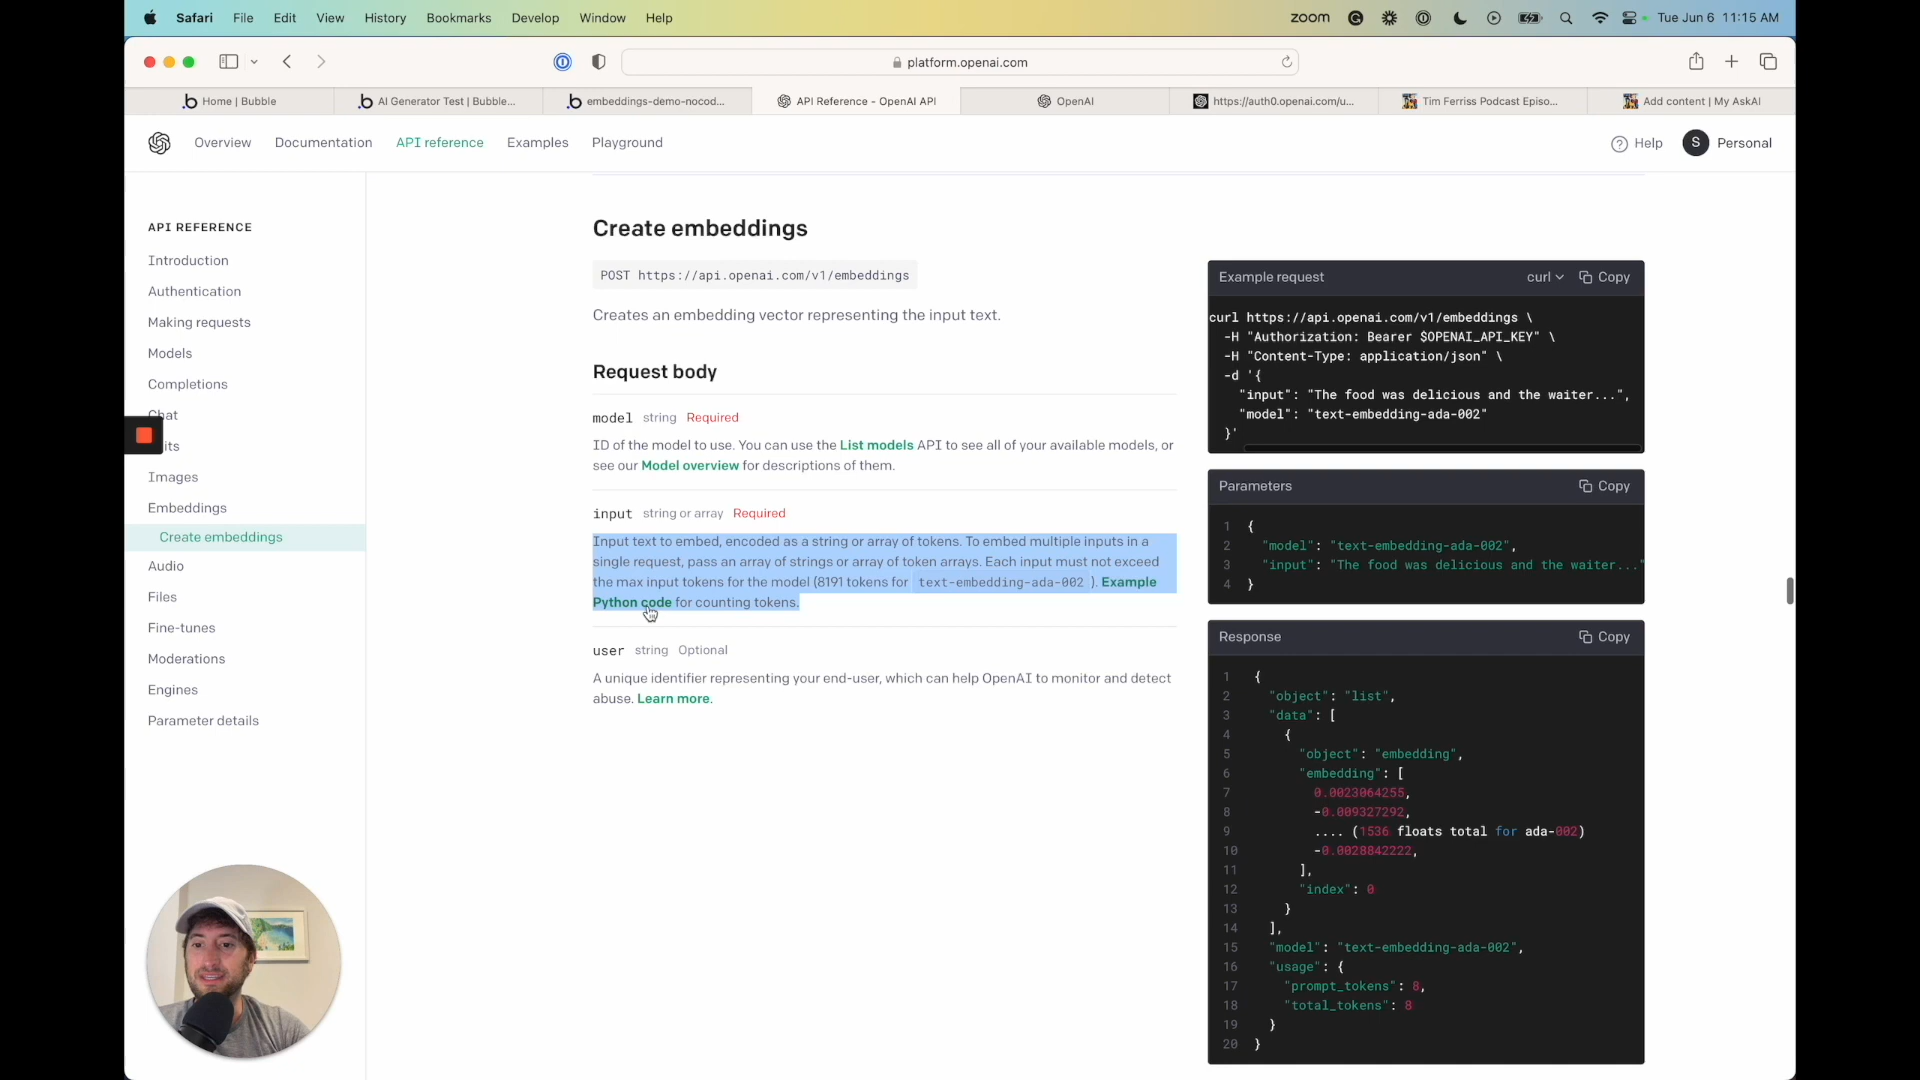 Safari File Edit View History Bookmarks Develop Window Help
zoom Tue Jun 6 11:15 AM
platform.openai.com
Home | Bubble
AI Generator Test | Bubble...
embeddings-demo-nocod...
API Reference - OpenAI API
OpenAI
https://auth0.openai.com/u...
Tim Ferriss Podcast Episo...
Add content | My AskAI
Overview Documentation API reference Examples Playground
Help S Personal
API REFERENCE
Introduction
Authentication
Making requests
Models
Completions
Chat
its
Images
Embeddings
Create embeddings
Audio
Files
Fine-tunes
Moderations
Engines
Parameter details
Create embeddings
POST https://api.openai.com/v1/embeddings
Creates an embedding vector representing the input text.
Request body
model string Required
ID of the model to use. You can use the List models API to see all of your available models, or
see our Model overview for descriptions of them.
input string or array Required
Input text to embed, encoded as a string or array of tokens. To embed multiple inputs in a
single request, pass an array of strings or array of token arrays. Each input must not exceed
the max input tokens for the model (8191 tokens for text-embedding-ada-002 ). Example
Python code for counting tokens.
user string Optional
A unique identifier representing your end-user, which can help OpenAI to monitor and detect
abuse. Learn more.
Example request curl Copy
curl https://api.openai.com/v1/embeddings \
-H "Authorization: Bearer $OPENAI_API_KEY" \
-H "Content-Type: application/json" \
-d '{
"input": "The food was delicious and the waiter...",
"model": "text-embedding-ada-002"
}'
Parameters Copy
1 {
2 "model": "text-embedding-ada-002",
3 "input": "The food was delicious and the waiter..."
4 }
Response Copy
1 {
2 "object": "list",
3 "data": [
4 {
5 "object": "embedding",
6 "embedding": [
7 0.0023064255,
8 -0.009327292,
9 .... (1536 floats total for ada-002)
10 -0.0028842222,
11 ],
12 "index": 0
13 }
14 ],
15 "model": "text-embedding-ada-002",
16 "usage": {
17 "prompt_tokens": 8,
18 "total_tokens": 8
19 }
20 }